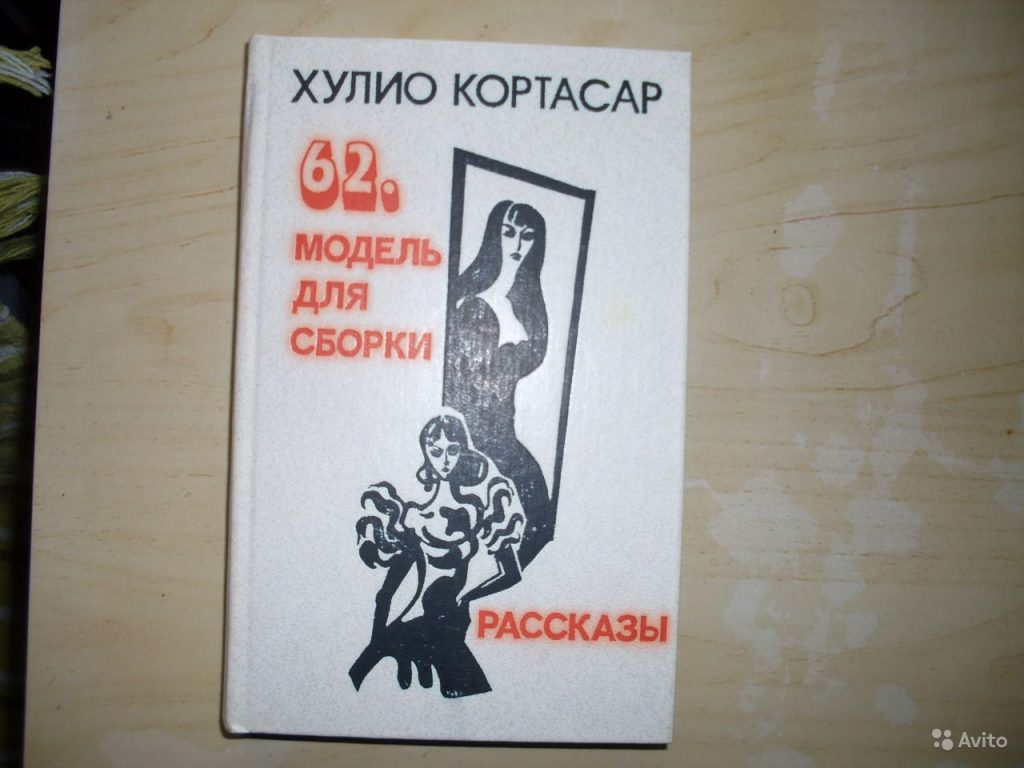 ХУЛИО КОРТАСАР
62.
МОДЕЛЬ
ДЛЯ
СБОРКИ
РАССКАЗЫ
Avito